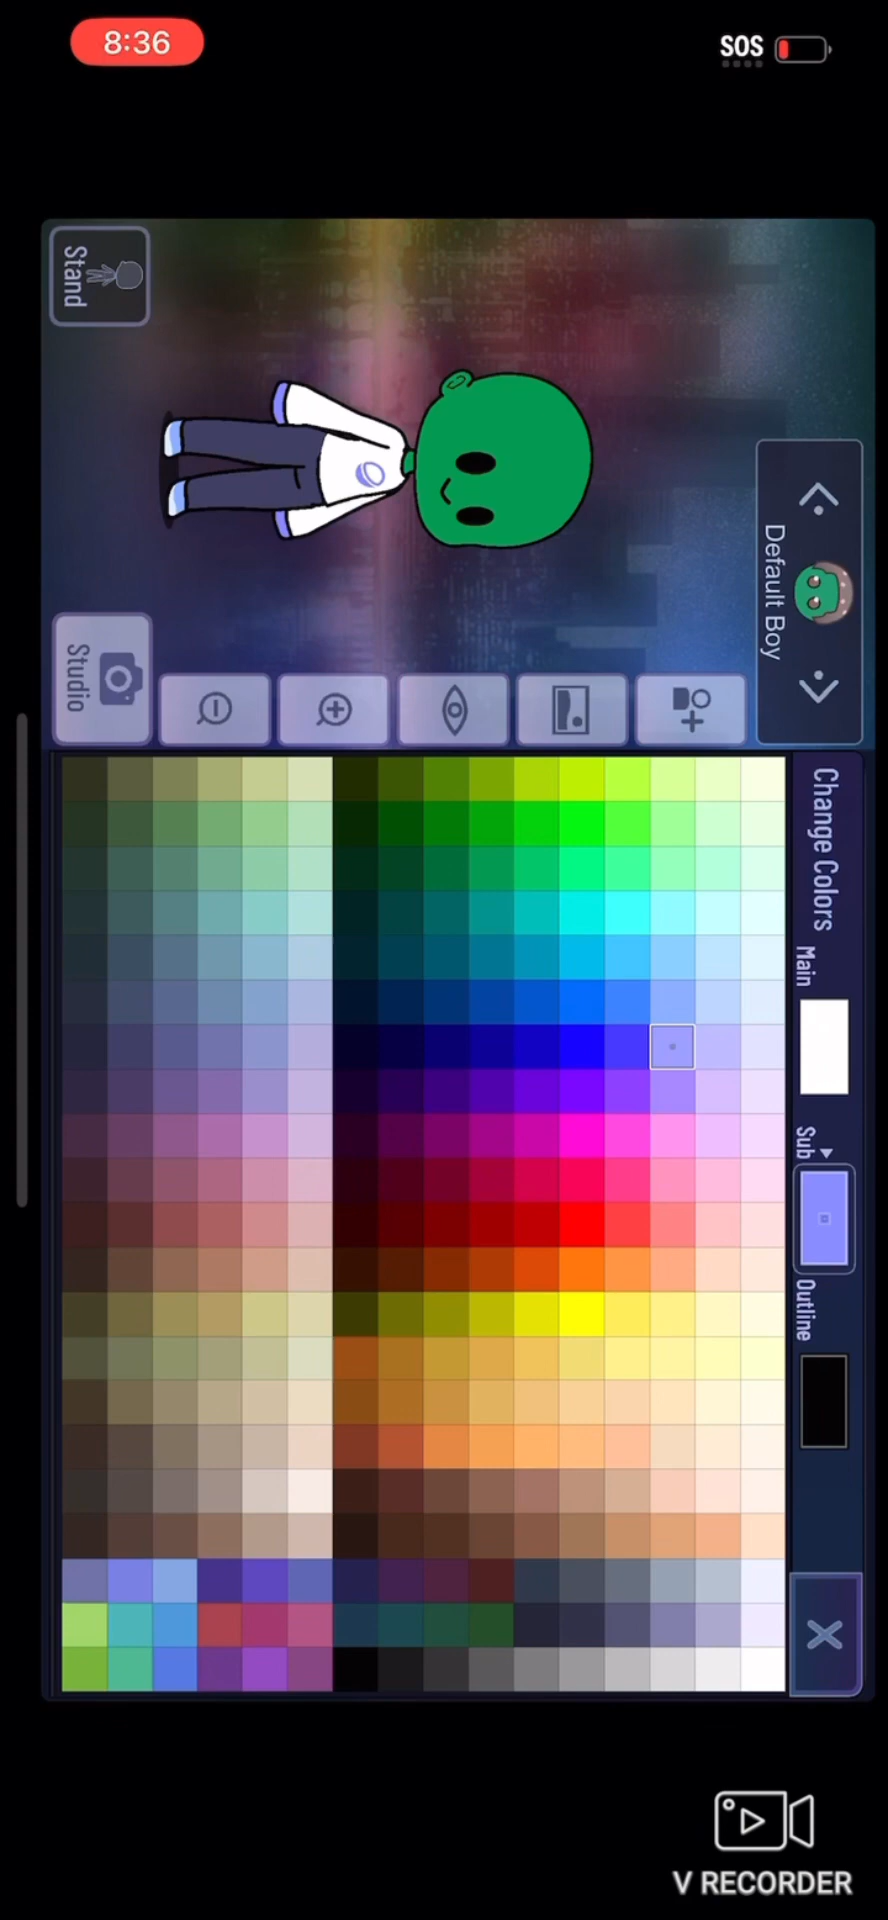 8:36
SOS
Stand
Default Boy
Studio
Change Colors
Main
Sub
Outline
X
V RECORDER